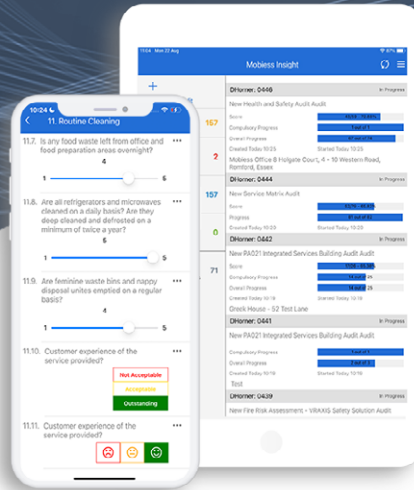 11:04 Mon 22 Aug
Mobiess Insight
+
167
2
157
0
71
DHorner: 0446
In Progress
New Health and Safety Audit Audit
Score
Compulsory Progress
Overall Progress
Created Today 10:25 Started Today 10:25
Mobiess Office 8 Holgate Court, 4 - 10 Western Road,
Romford, Essex
DHorner: 0444
In Progress
New Service Matrix Audit
Score
Progress
Created Today 10:23 Started Today 10:23
DHorner: 0442
In Progress
New PA021 Integrated Services Building Audit Audit
Score
Compulsory Progress
Overall Progress
Created Today 10:19 Started Today 10:19
Greek House - 52 Test Lane
DHorner: 0441
In Progress
New PA021 Integrated Services Building Audit Audit
Compulsory Progress
Overall Progress
Test
DHorner: 0439
In Progress
New Fire Risk Assessment - VRAXIS Safety Solution Audit
10:24
11. Routine Cleaning
11.7. Is any food waste left from office and
food preparation areas overnight?
4
1 5
11.8. Are all refrigerators and microwaves
cleaned on a daily basis? Are they
deep cleaned and defrosted on a
minimum of twice a year?
5
1 5
11.9. Are feminine waste bins and nappy
disposal unites emptied on a regular
basis?
4
1 5
11.10. Customer experience of the
service provided?
Not Acceptable
Acceptable
Outstanding
11.11. Customer experience of the
service provided?